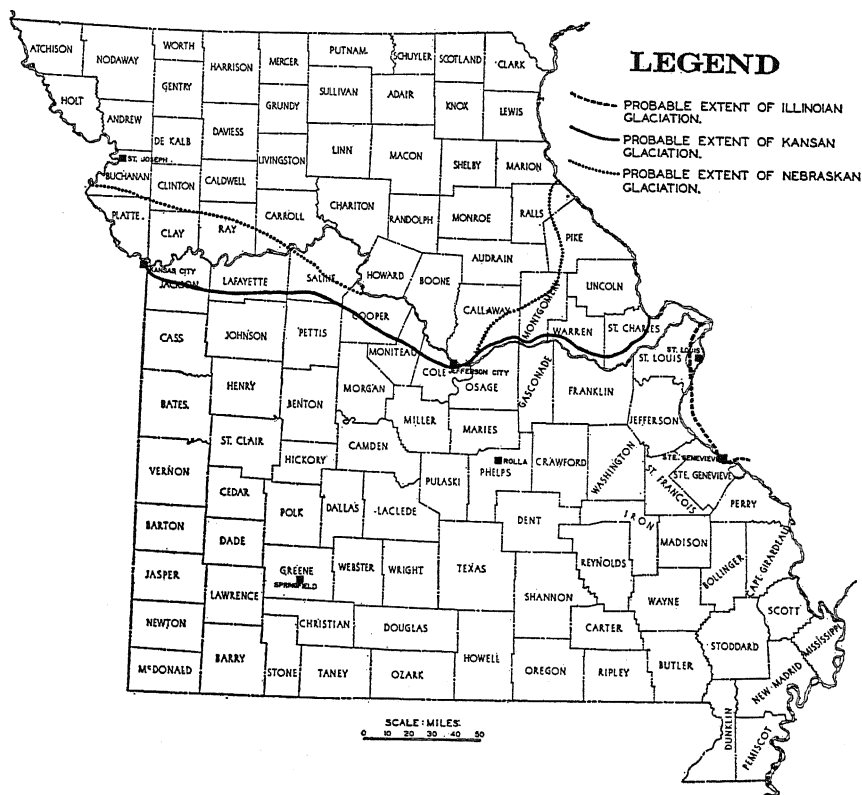 LEGEND
PROBABLE EXTENT OF ILLINOIAN
GLACIATION.
PROBABLE EXTENT OF KANSAN
GLACIATION.
PROBABLE EXTENT OF NEBRASKAN
GLACIATION.
ATCHISON
NODAWAY
WORTH
HARRISON
MERCER
PUTNAM
SCHUYLER
SCOTLAND
CLARK
HOLT
GENTRY
GRUNDY
SULLIVAN
ADAIR
KNOX
LEWIS
ANDREW
DE KALB
DAVIESS
LIVINGSTON
LINN
MACON
SHELBY
MARION
ST. JOSEPH
BUCHANAN
CLINTON
CALDWELL
PLATTE
CLAY
RAY
CARROLL
CHARITON
RANDOLPH
MONROE
RALLS
PIKE
AUDRAIN
KANSAS CITY
JACKSON
LAFAYETTE
SALINE
HOWARD
BOONE
CALLAWAY
MONTGOMERY
LINCOLN
WARREN
ST. CHARLES
ST. LOUIS
ST. LOUIS
CASS
JOHNSON
PETTIS
COOPER
MONITEAU
COLE
JEFFERSON CITY
OSAGE
GASCONADE
FRANKLIN
JEFFERSON
BATES
HENRY
BENTON
MORGAN
MILLER
MARIES
ST. CLAIR
HICKORY
CAMDEN
PULASKI
ROLLA
PHELPS
CRAWFORD
WASHINGTON
ST. FRANCOIS
STE. GENEVIEVE
STE. GENEVIEVE
PERRY
VERNON
CEDAR
POLK
DALLAS
LACLEDE
DENT
IRON
MADISON
BARTON
DADE
GREENE
SPRINGFIELD
WEBSTER
WRIGHT
TEXAS
REYNOLDS
BOLLINGER
CAPE GIRARDEAU
JASPER
LAWRENCE
SHANNON
WAYNE
SCOTT
NEWTON
CHRISTIAN
DOUGLAS
CARTER
STODDARD
MISSISSIPPI
McDONALD
BARRY
STONE
TANEY
OZARK
HOWELL
OREGON
RIPLEY
BUTLER
NEW MADRID
DUNKLIN
PEMISCOT
SCALE: MILES
0 10 20 30 40 50